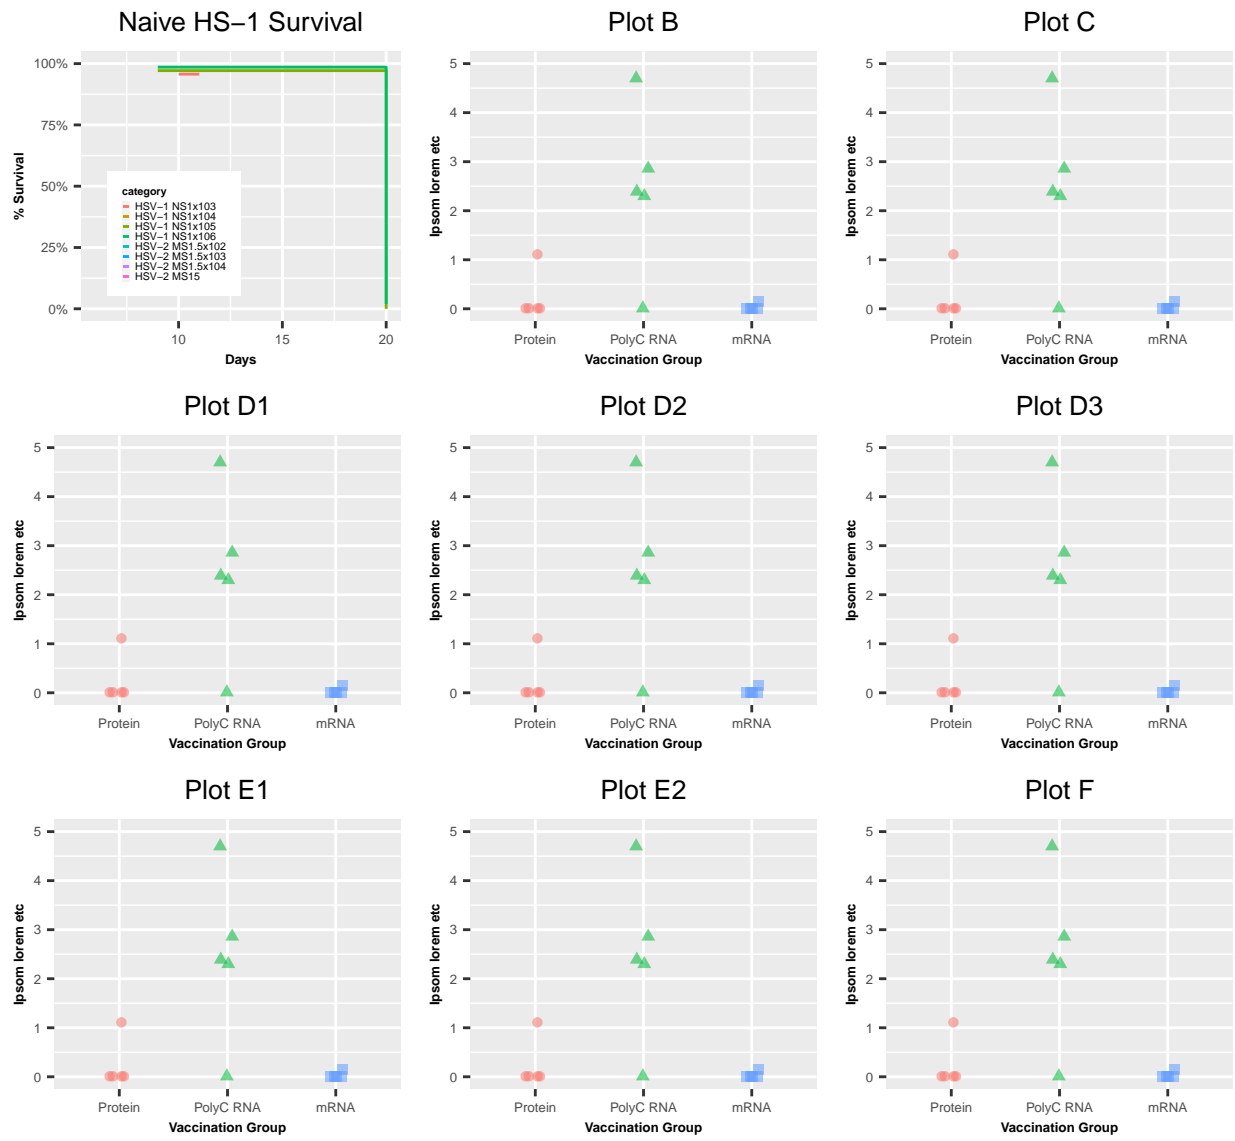 Naive HS−1 Survival
100%
75%
50%
25%
0%
% Survival
category
HSV−1 NS1x103
HSV−1 NS1x104
HSV−1 NS1x105
HSV−1 NS1x106
HSV−2 MS1.5x102
HSV−2 MS1.5x103
HSV−2 MS1.5x104
HSV−2 MS15
10 15 20
Days
Plot B
5
4
3
2
1
0
Ipsom lorem etc
Protein PolyC RNA mRNA
Vaccination Group
Plot C
5
4
3
2
1
0
Ipsom lorem etc
Protein PolyC RNA mRNA
Vaccination Group
Plot D1
5
4
3
2
1
0
Ipsom lorem etc
Protein PolyC RNA mRNA
Vaccination Group
Plot D2
5
4
3
2
1
0
Ipsom lorem etc
Protein PolyC RNA mRNA
Vaccination Group
Plot D3
5
4
3
2
1
0
Ipsom lorem etc
Protein PolyC RNA mRNA
Vaccination Group
Plot E1
5
4
3
2
1
0
Ipsom lorem etc
Protein PolyC RNA mRNA
Vaccination Group
Plot E2
5
4
3
2
1
0
Ipsom lorem etc
Protein PolyC RNA mRNA
Vaccination Group
Plot F
5
4
3
2
1
0
Ipsom lorem etc
Protein PolyC RNA mRNA
Vaccination Group